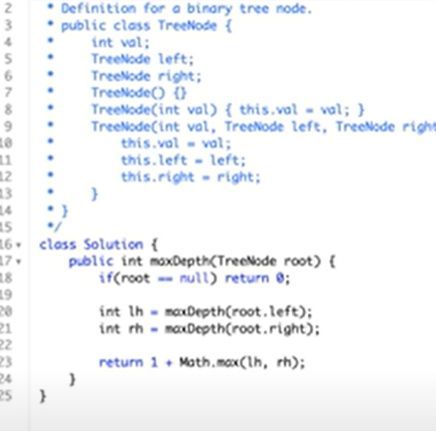 2 * Definition for a binary tree node.
3 * public class TreeNode {
4 *     int val;
5 *     TreeNode left;
6 *     TreeNode right;
7 *     TreeNode() {}
8 *     TreeNode(int val) { this.val = val; }
9 *     TreeNode(int val, TreeNode left, TreeNode right
10 *         this.val = val;
11 *         this.left = left;
12 *         this.right = right;
13 *     }
14 * }
15 */
16 class Solution {
17     public int maxDepth(TreeNode root) {
18         if(root == null) return 0;
19
20         int lh = maxDepth(root.left);
21         int rh = maxDepth(root.right);
22
23         return 1 + Math.max(lh, rh);
24     }
25 }